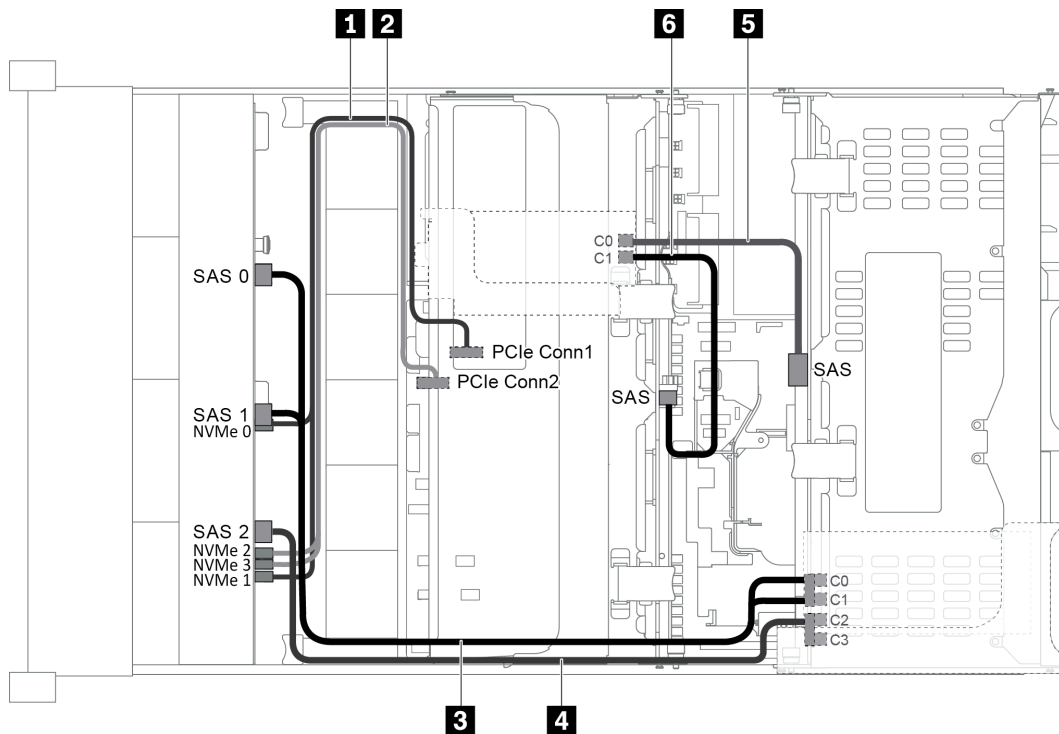 1 2 6 5
C0
C1
SAS 0
PCIe Conn1
PCIe Conn2
SAS
SAS
SAS 1
NVMe 0
SAS 2
NVMe 2
NVMe 3
NVMe 1
C0
C1
C2
C3
3 4